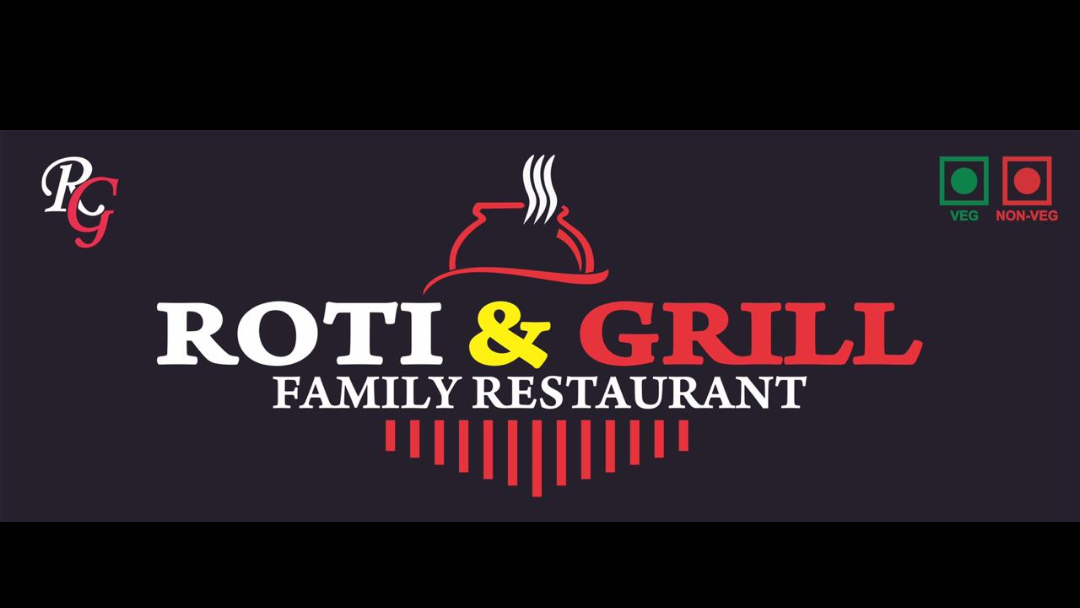 RG
VEG NON-VEG
ROTI & GRILL
FAMILY RESTAURANT